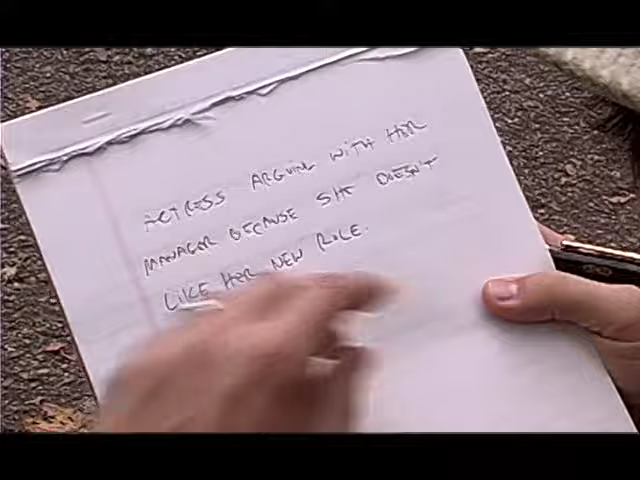 ACTRESS ARGUING WITH HER
MANAGER BECAUSE SHE DOESN'T
LIKE HER NEW ROLE.